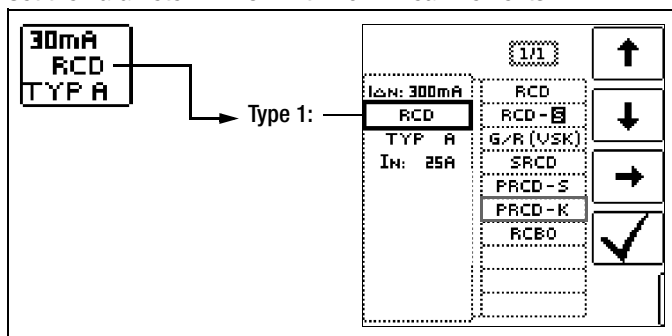 30mA
RCD
TYP A
Type 1:
1/1
I∆N: 300mA
RCD
TYP A
IN: 25A
RCD
RCD-S
G/R (VSK)
SRCD
PRCD-S
PRCD-K
RCBO